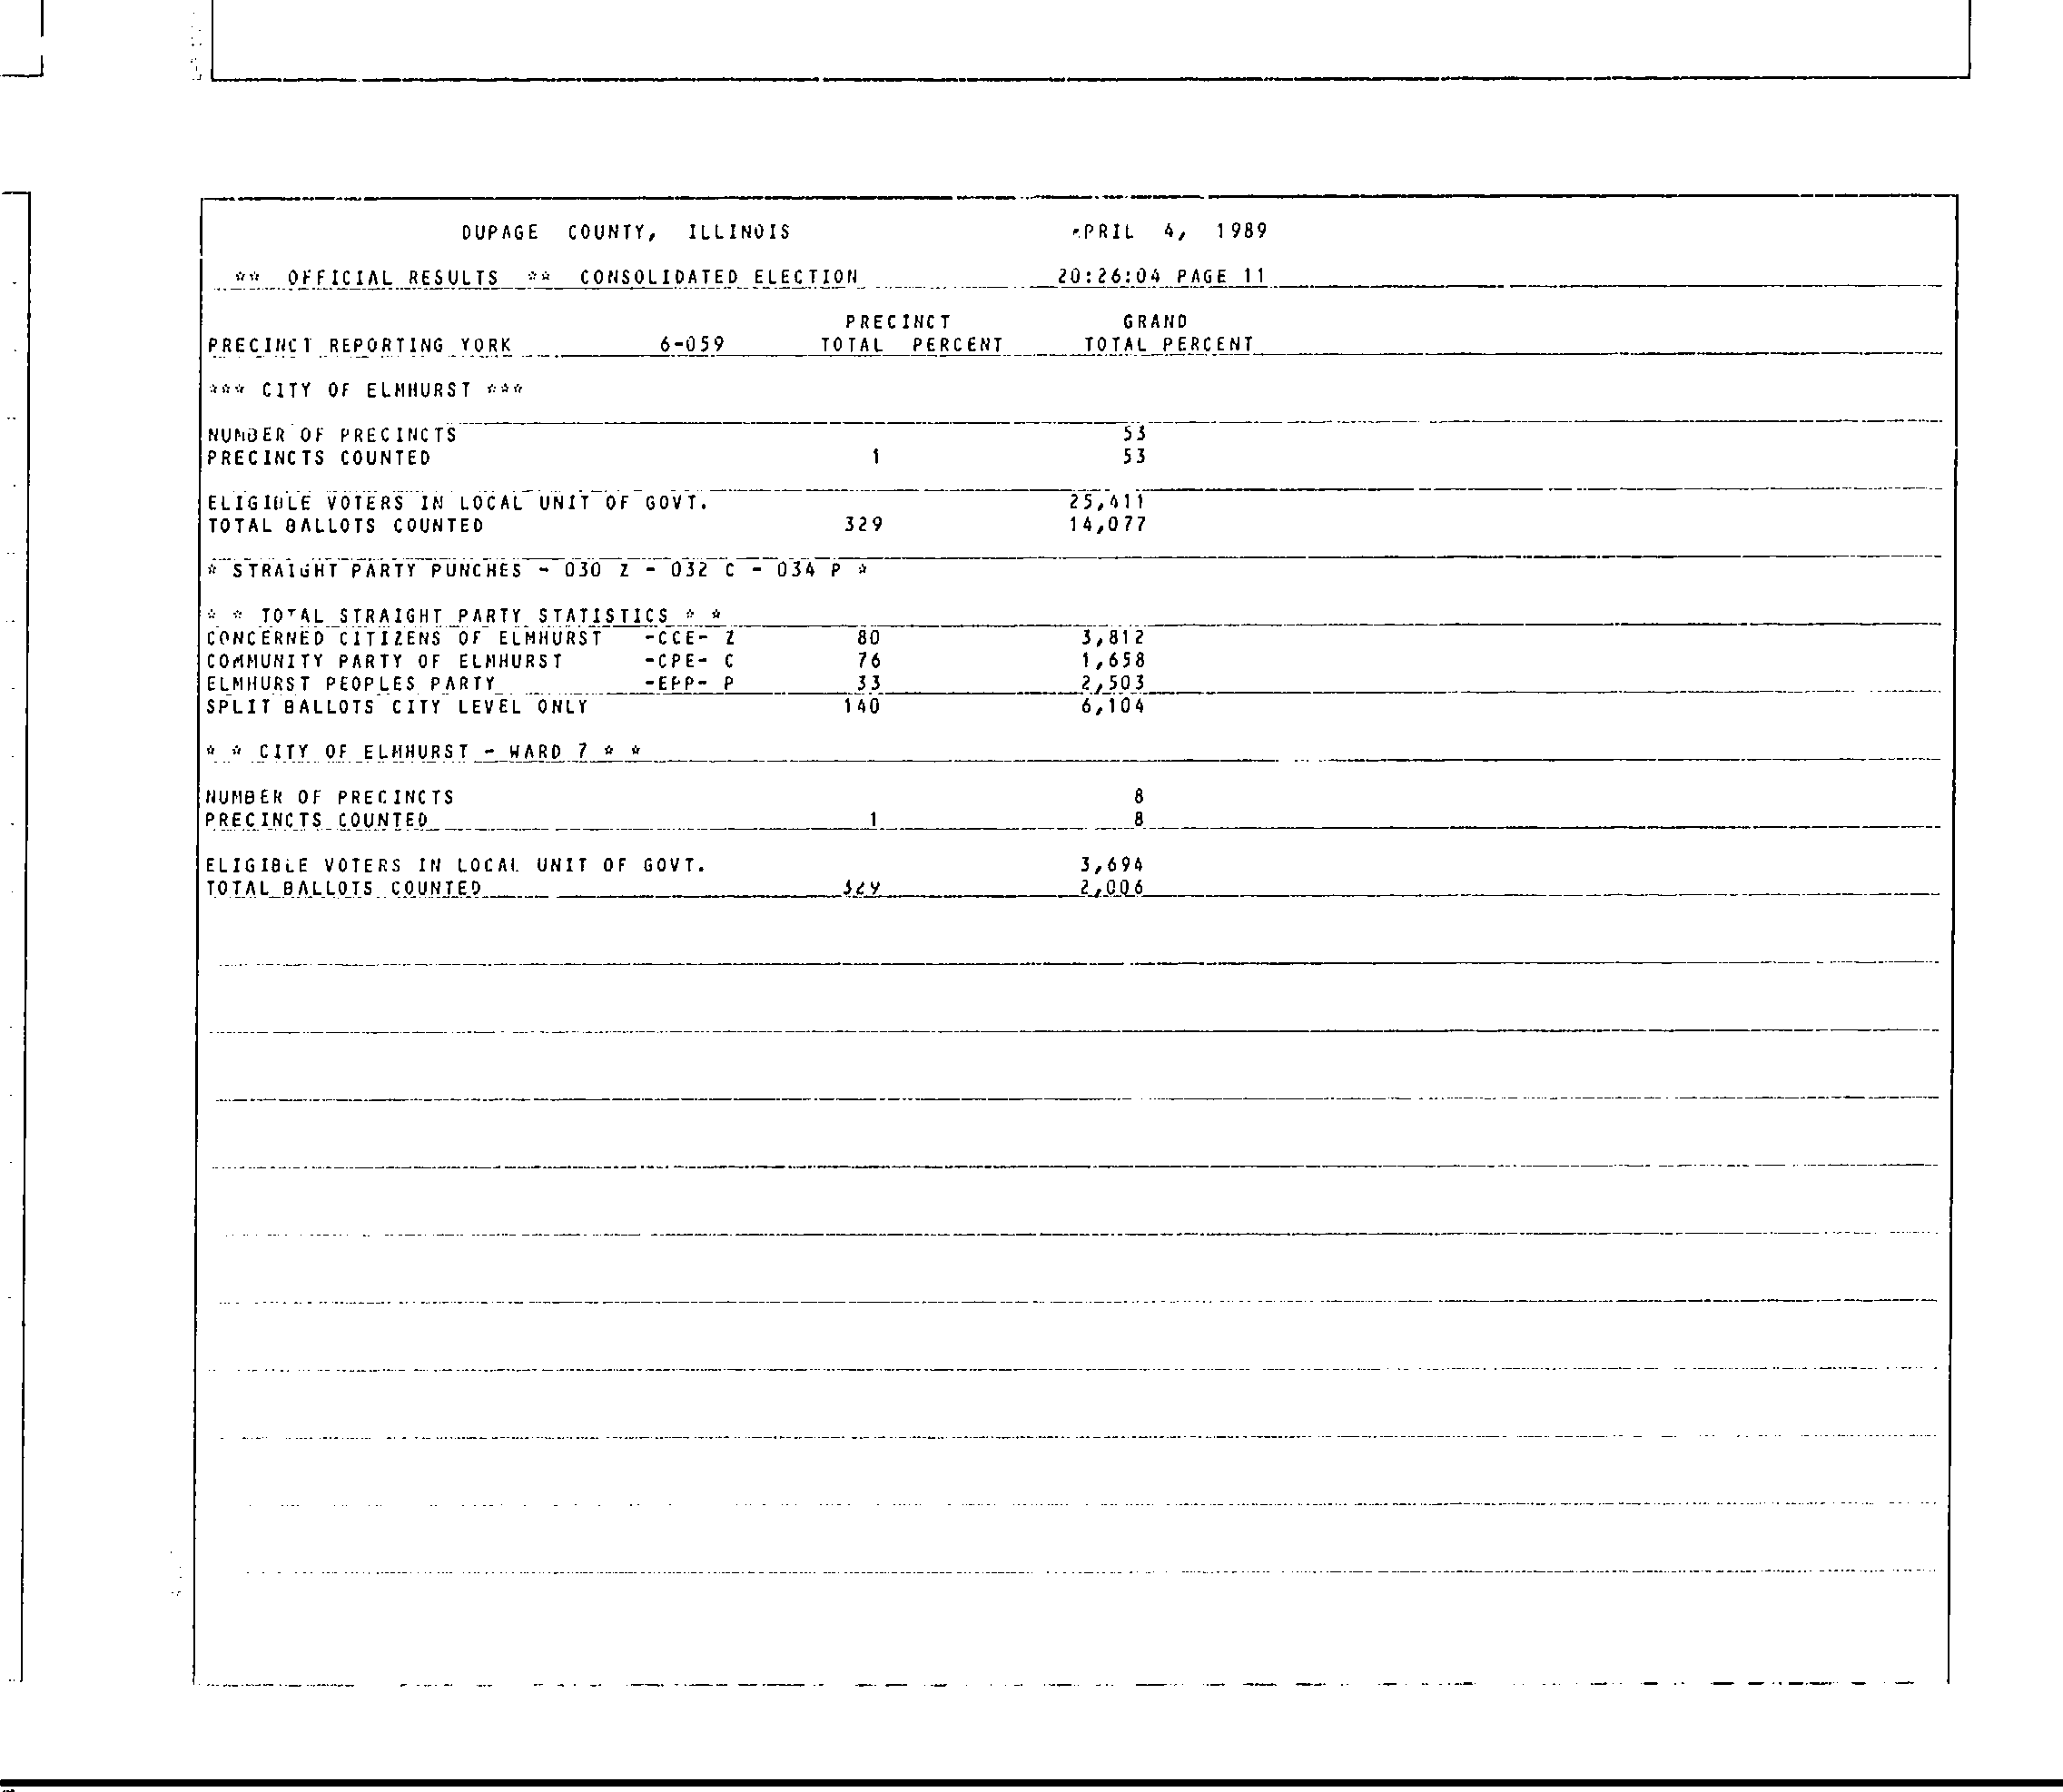 DUPAGE COUNTY, ILLINOIS APRIL 4, 1989
** OFFICIAL RESULTS ** CONSOLIDATED ELECTION 20:26:04 PAGE 11
PRECINCT GRAND
PRECINCT REPORTING YORK 6-059 TOTAL PERCENT TOTAL PERCENT
*** CITY OF ELMHURST ***
NUMBER OF PRECINCTS 53
PRECINCTS COUNTED 1 53
ELIGIBLE VOTERS IN LOCAL UNIT OF GOVT. 25,411
TOTAL BALLOTS COUNTED 329 14,077
* STRAIGHT PARTY PUNCHES - 030 Z - 032 C - 034 P *
* * TOTAL STRAIGHT PARTY STATISTICS * *
CONCERNED CITIZENS OF ELMHURST -CCE- Z 80 3,812
COMMUNITY PARTY OF ELMHURST -CPE- C 76 1,658
ELMHURST PEOPLES PARTY -EPP- P 33 2,503
SPLIT BALLOTS CITY LEVEL ONLY 140 6,104
* * CITY OF ELMHURST - WARD 7 * *
NUMBER OF PRECINCTS 8
PRECINCTS COUNTED 1 8
ELIGIBLE VOTERS IN LOCAL UNIT OF GOVT. 3,694
TOTAL BALLOTS COUNTED 329 2,006